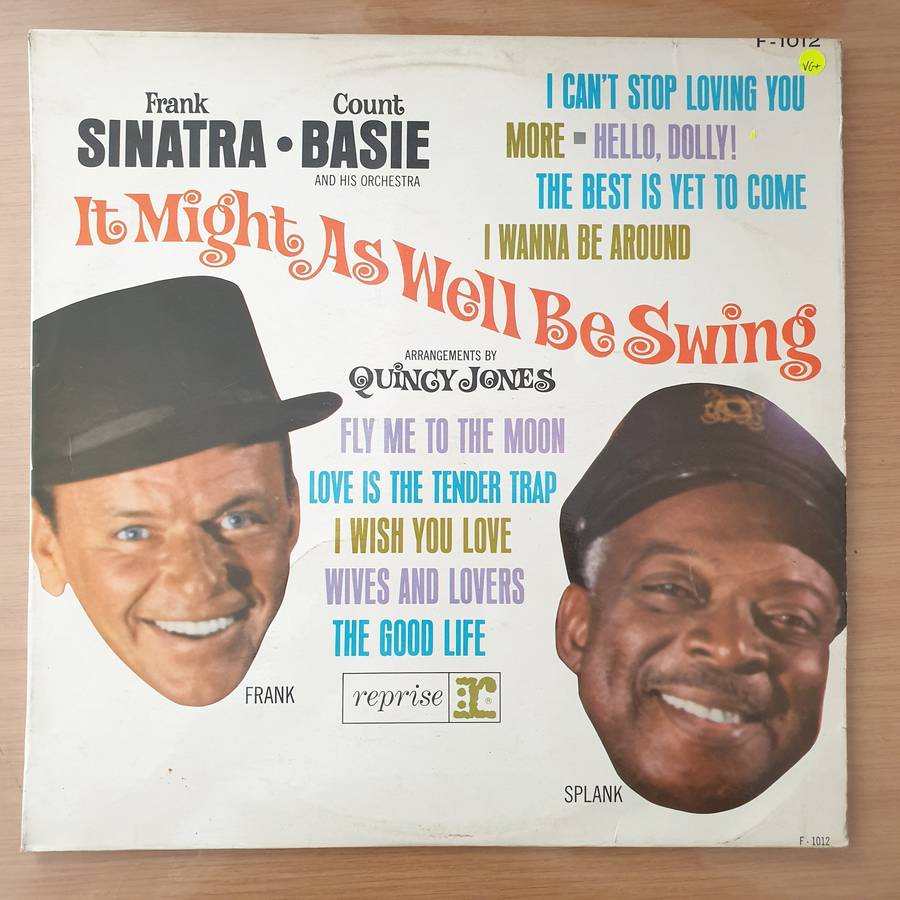 F-1012
VG+
Frank Count
SINATRA • BASIE
AND HIS ORCHESTRA
I CAN'T STOP LOVING YOU
MORE ▪ HELLO, DOLLY!
THE BEST IS YET TO COME
I WANNA BE AROUND
It Might As Well Be Swing
ARRANGEMENTS BY
QUINCY JONES
FLY ME TO THE MOON
LOVE IS THE TENDER TRAP
I WISH YOU LOVE
WIVES AND LOVERS
THE GOOD LIFE
FRANK
reprise r ®
SPLANK
F-1012